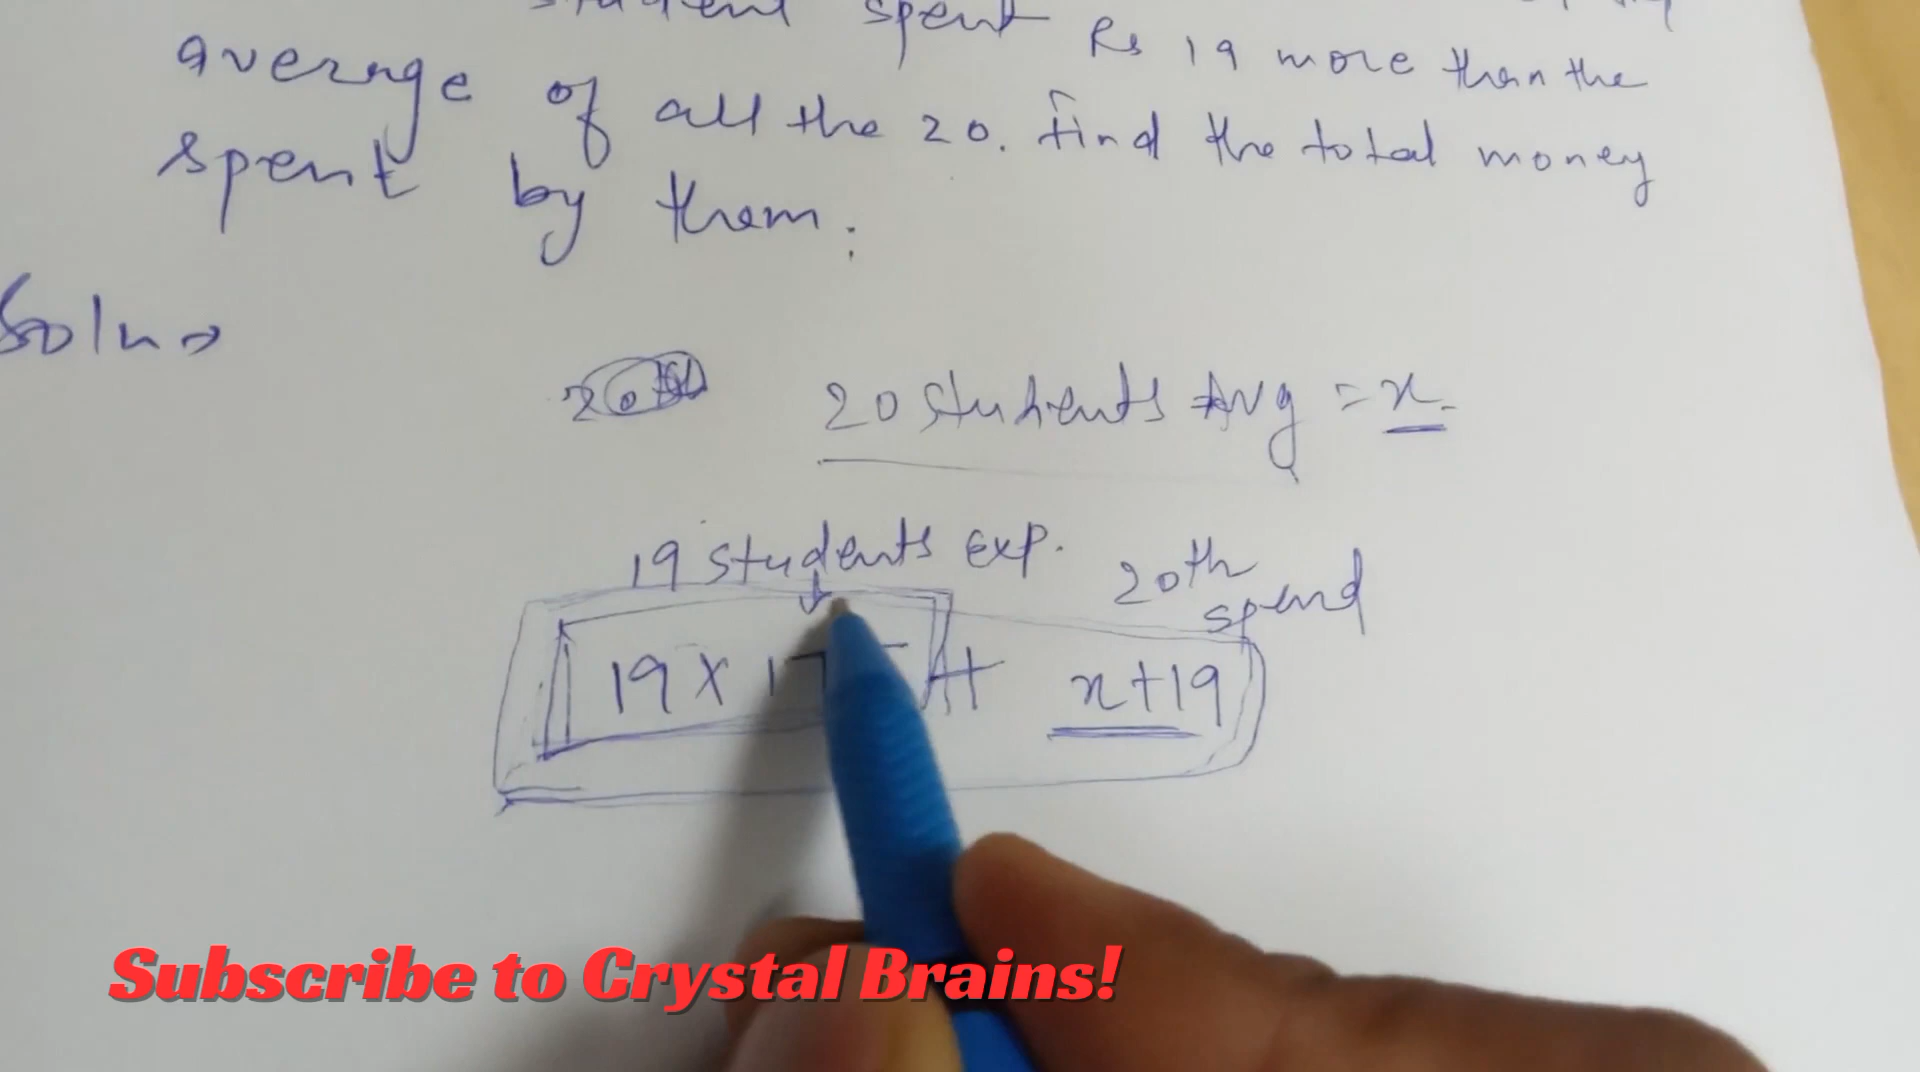 student spent Rs 19 more than the
average of all the 20. Find the total money
spent by them.
Soln →
20 students Avg = x.
19 students exp.
20th
spend
19 X + x+19
Subscribe to Crystal Brains!